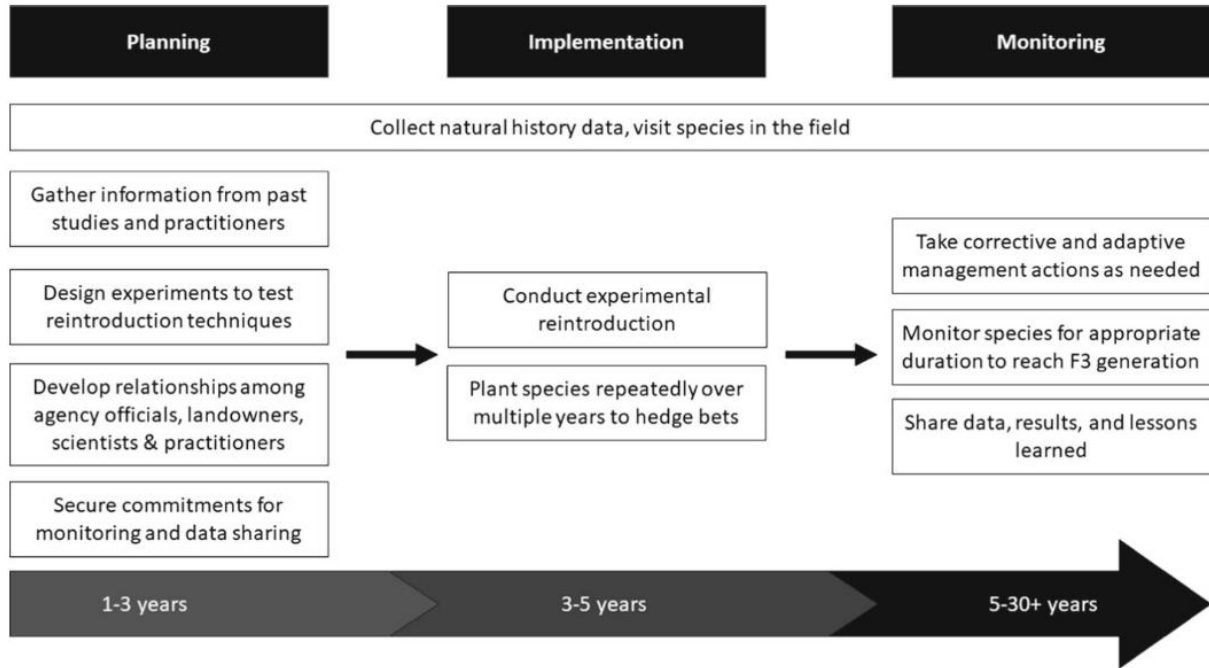 Planning
Implementation
Monitoring
Collect natural history data, visit species in the field
Gather information from past
studies and practitioners
Design experiments to test
reintroduction techniques
Develop relationships among
agency officials, landowners,
scientists & practitioners
Secure commitments for
monitoring and data sharing
Conduct experimental
reintroduction
Plant species repeatedly over
multiple years to hedge bets
Take corrective and adaptive
management actions as needed
Monitor species for appropriate
duration to reach F3 generation
Share data, results, and lessons
learned
1-3 years
3-5 years
5-30+ years